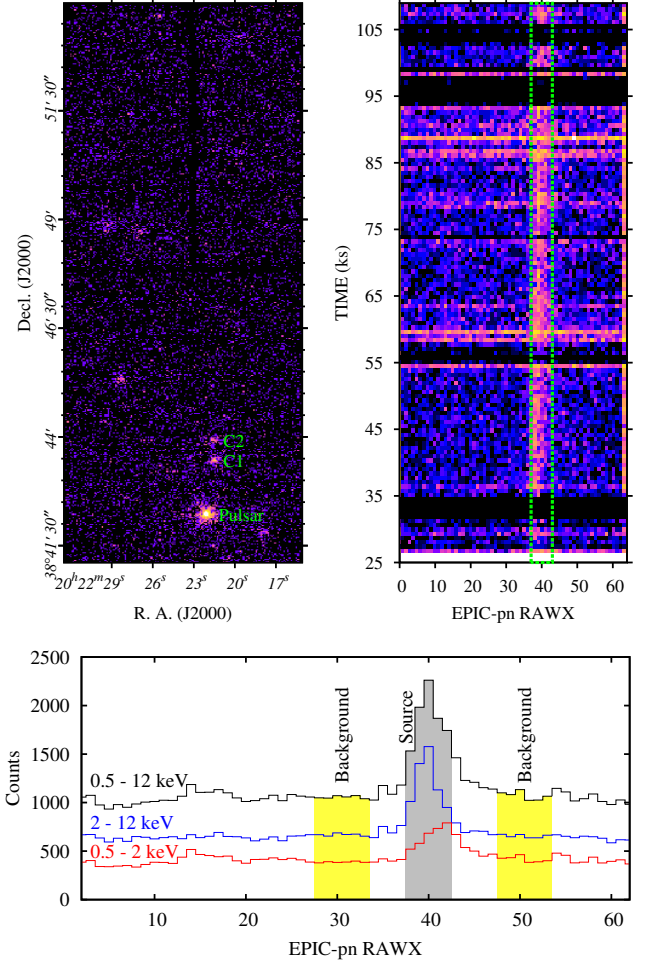 51' 30"
49'
46' 30"
44'
38°41' 30"
Decl. (J2000)
C2
C1
Pulsar
20h22m29s 26s 23s 20s 17s
R. A. (J2000)
105
95
85
75
65
55
45
35
25
TIME (ks)
0 10 20 30 40 50 60
EPIC-pn RAWX
2500
2000
1500
1000
500
0
Counts
Background
Source
Background
0.5 - 12 keV
2 - 12 keV
0.5 - 2 keV
10 20 30 40 50 60
EPIC-pn RAWX